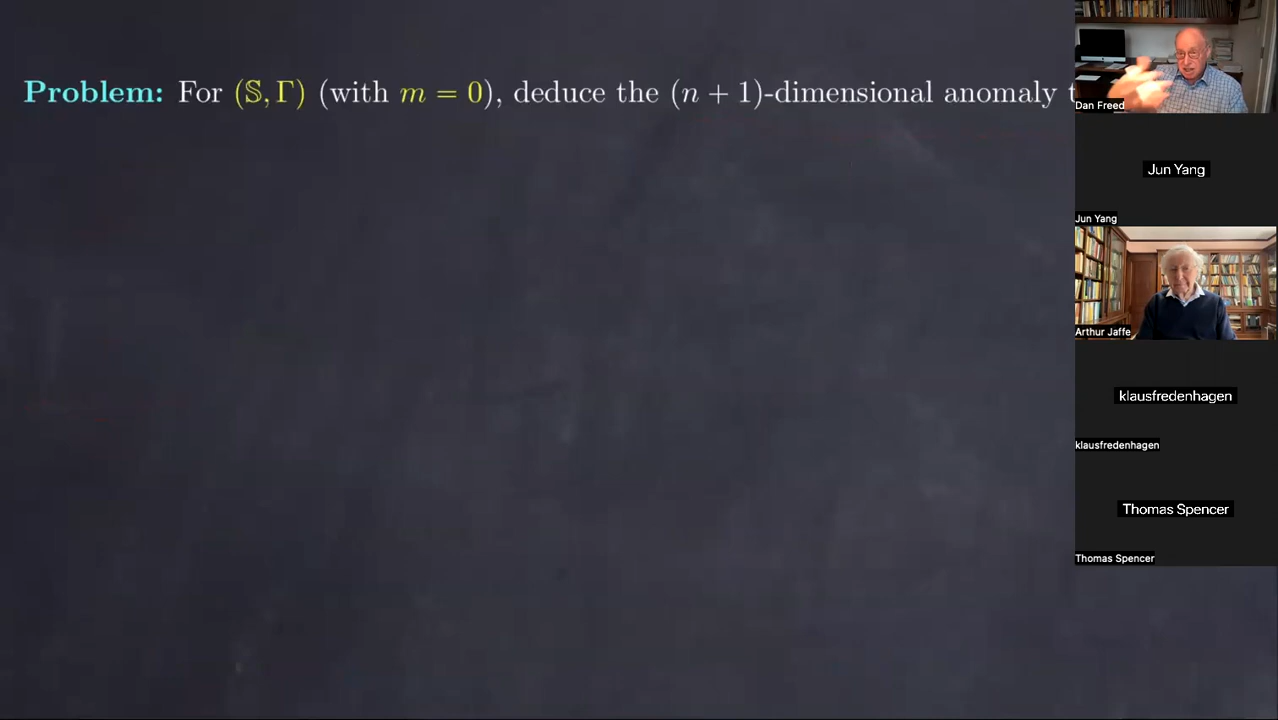 Problem: For (𝕊, Γ) (with m = 0), deduce the (n + 1)-dimensional anomaly t
Dan Freed
Jun Yang
Jun Yang
Arthur Jaffe
klausfredenhagen
klausfredenhagen
Thomas Spencer
Thomas Spencer